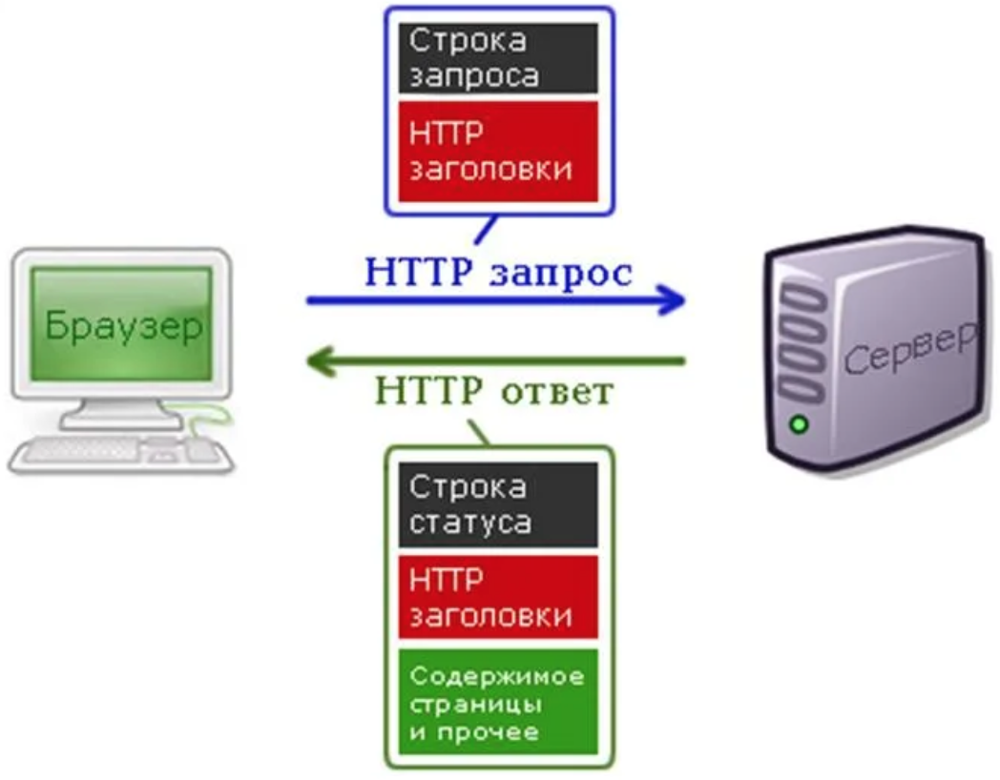 Строка
запроса
HTTP
заголовки
HTTP запрос
Браузер
Сервер
HTTP ответ
Строка
статуса
HTTP
заголовки
Содержимое
страницы
и прочее